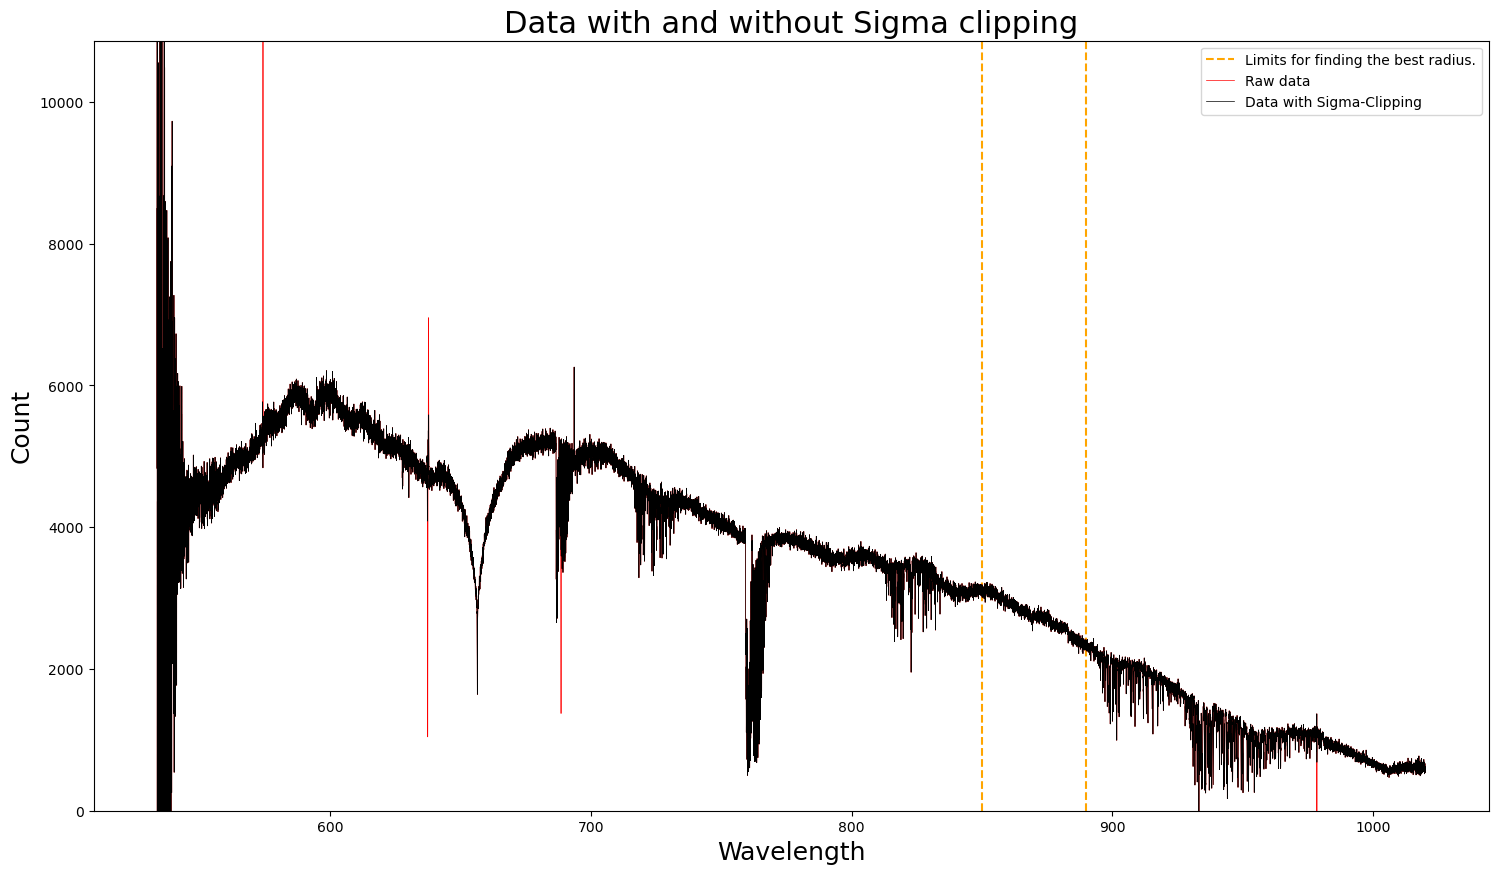 Data with and without Sigma clipping
Limits for finding the best radius.
Raw data
Data with Sigma-Clipping
10000
8000
6000
4000
2000
0
Count
600 700 800 900 1000
Wavelength